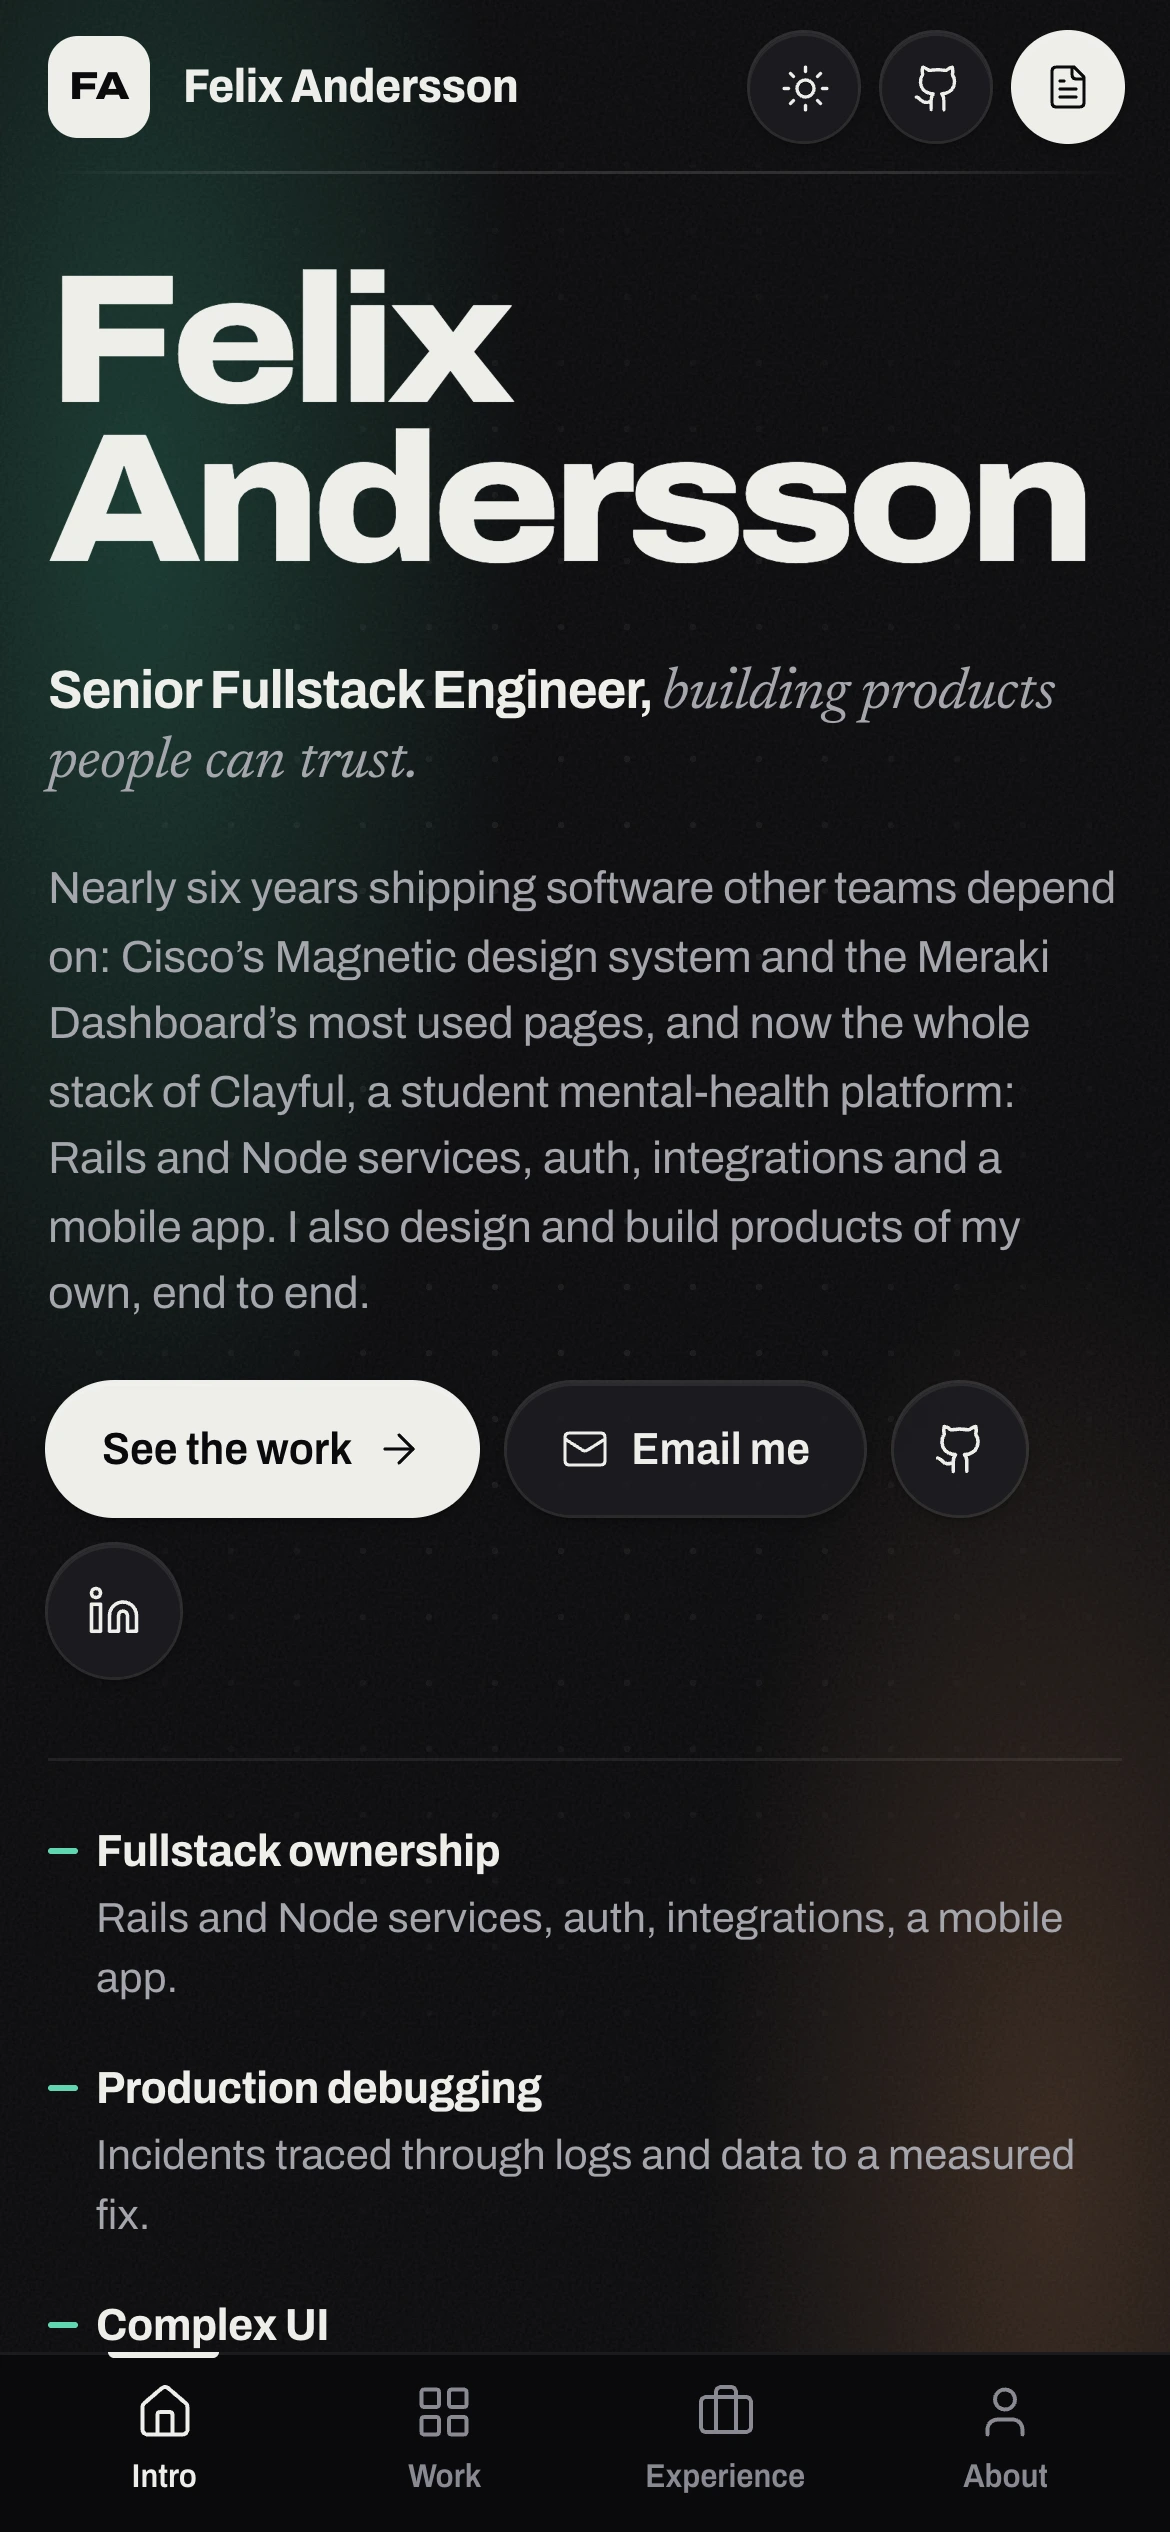 FA
Felix Andersson
Felix
Andersson
Senior Fullstack Engineer, building products
people can trust.
Nearly six years shipping software other teams depend
on: Cisco’s Magnetic design system and the Meraki
Dashboard’s most used pages, and now the whole
stack of Clayful, a student mental-health platform:
Rails and Node services, auth, integrations and a
mobile app. I also design and build products of my
own, end to end.
See the work
Email me
in
Fullstack ownership
Rails and Node services, auth, integrations, a mobile
app.
Production debugging
Incidents traced through logs and data to a measured
fix.
Complex UI
Intro
Work
Experience
About